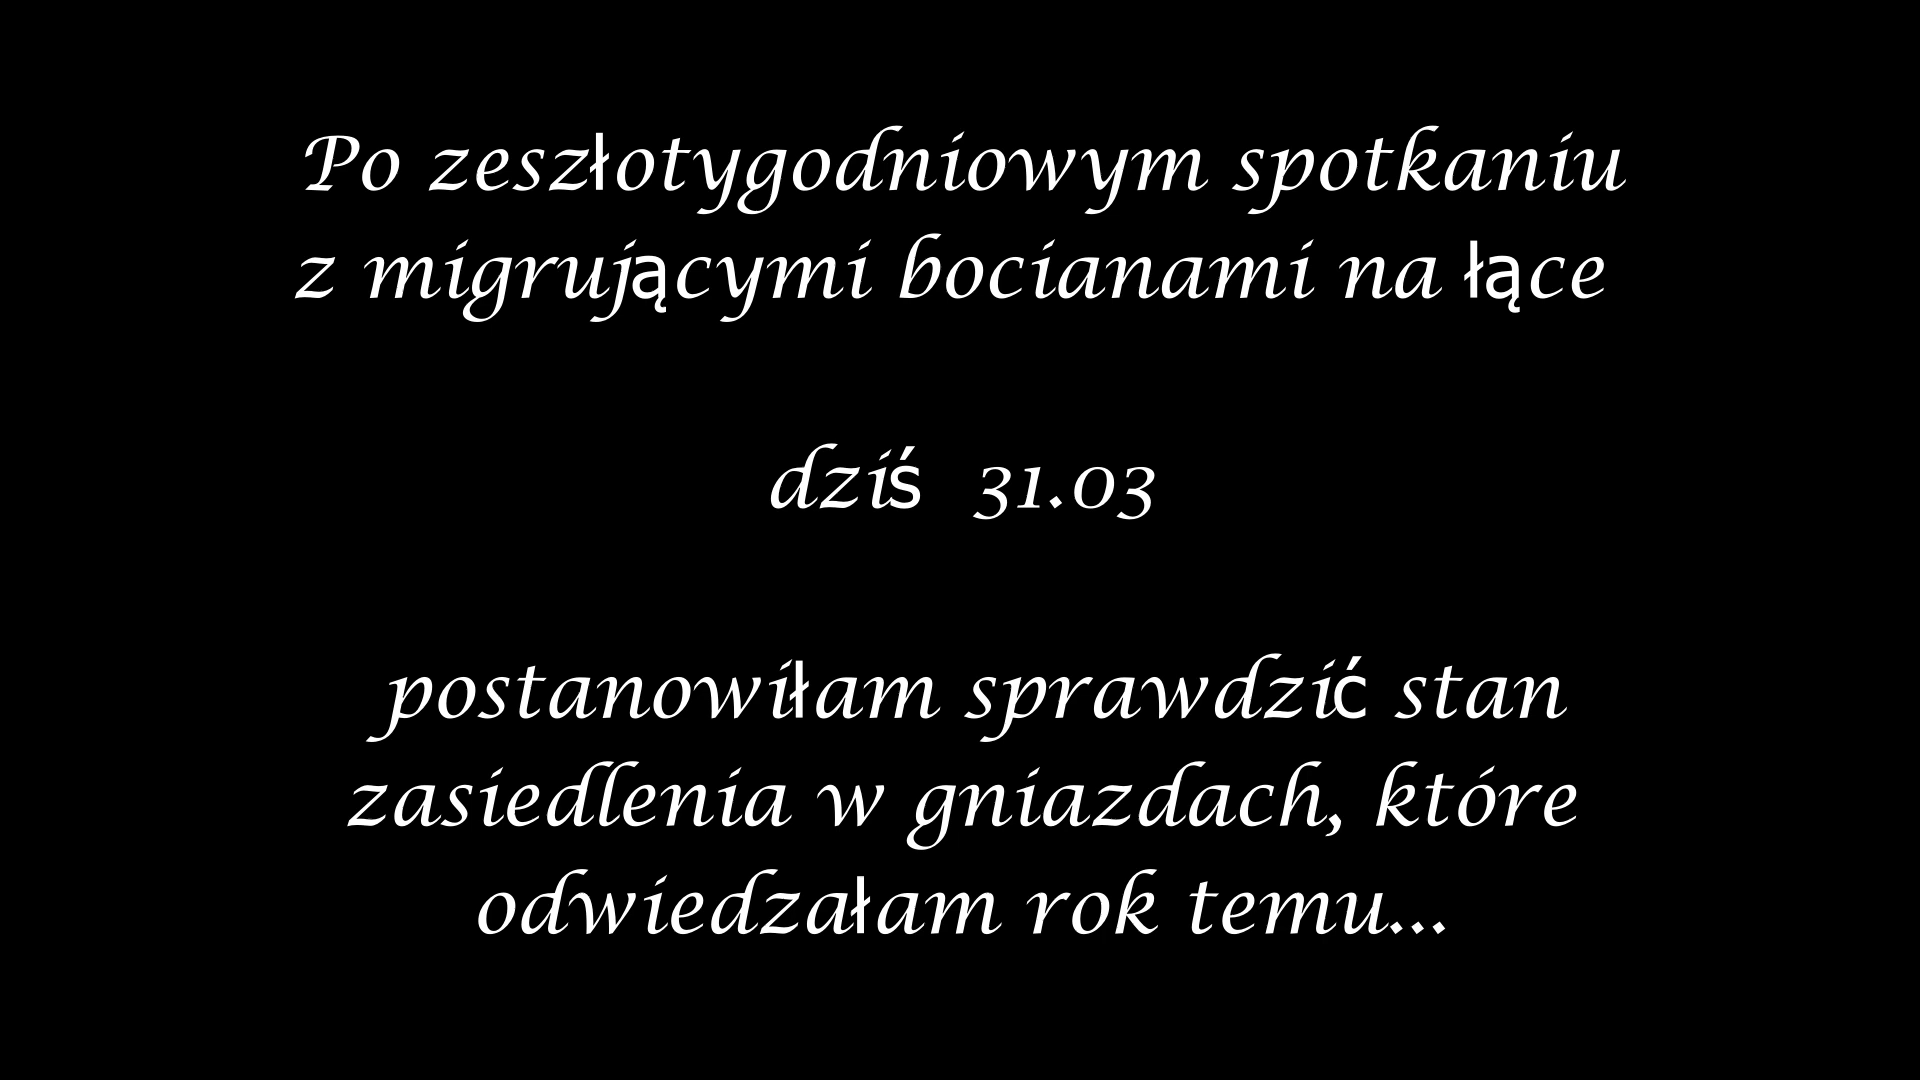 Po zeszłotygodniowym spotkaniu
z migrującymi bocianami na łące
dziś 31.03
postanowiłam sprawdzić stan
zasiedlenia w gniazdach, które
odwiedzałam rok temu...